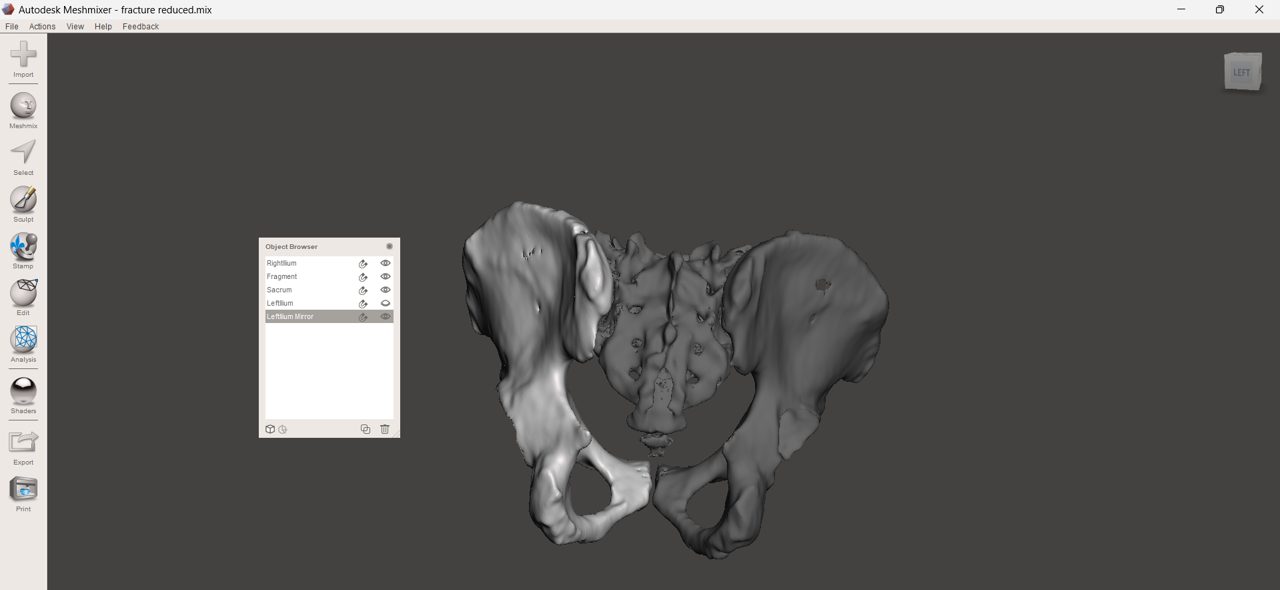 Autodesk Meshmixer - fracture reduced.mix
File Actions View Help Feedback
LEFT
Import
Meshmix
Select
Sculpt
Stamp
Edit
Analysis
Shaders
Export
Print
Object Browser
RightIlium
Fragment
Sacrum
LeftIlium
LeftIlium Mirror